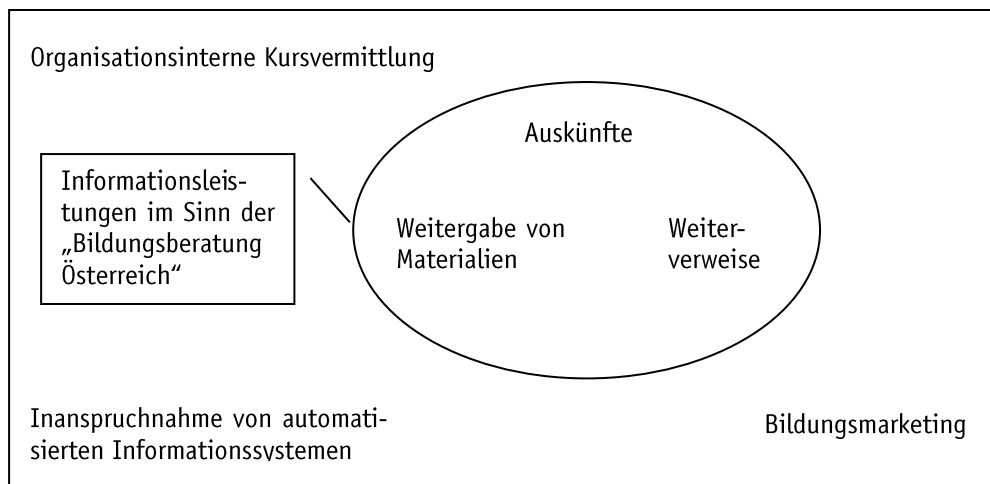 Organisationsinterne Kursvermittlung
Auskünfte
Informationsleis-
tungen im Sinn der
„Bildungsberatung
Österreich“
Weitergabe von
Materialien
Weiter-
verweise
Inanspruchnahme von automati-
sierten Informationssystemen
Bildungsmarketing